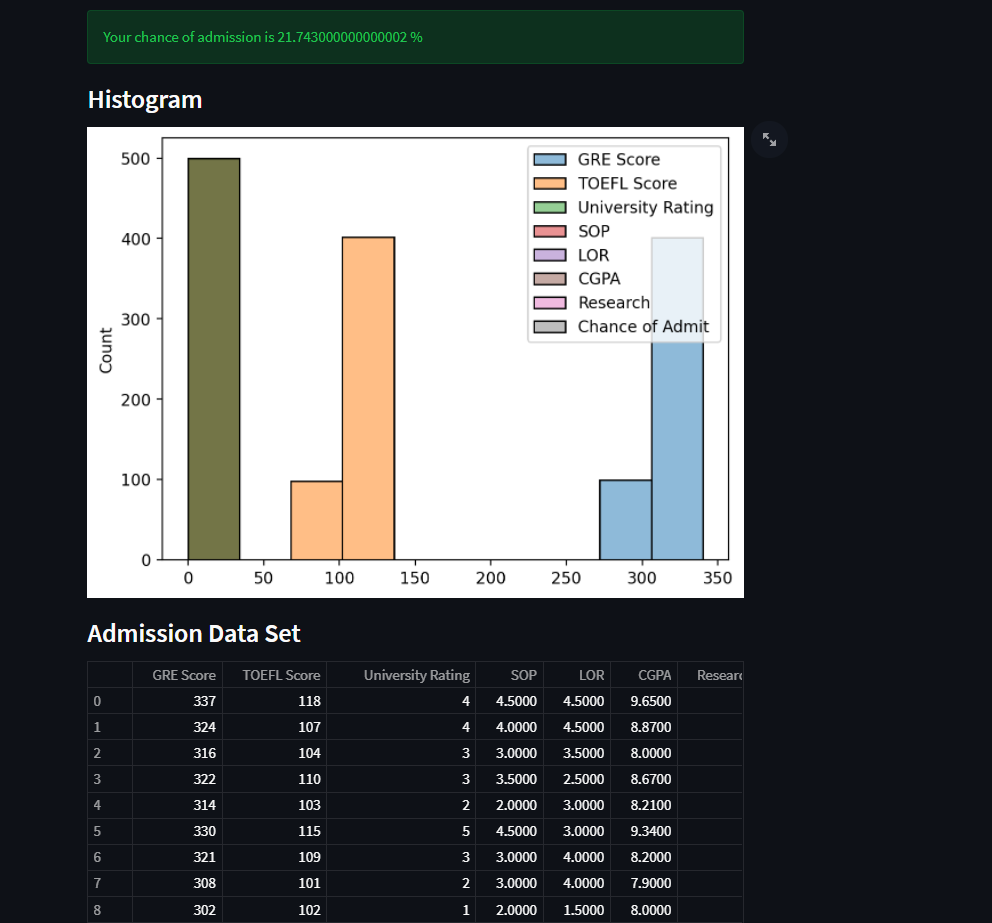 Your chance of admission is 21.743000000000002 %
Histogram
500
400
300
200
100
0
Count
GRE Score
TOEFL Score
University Rating
SOP
LOR
CGPA
Research
Chance of Admit
0 50 100 150 200 250 300 350
Admission Data Set
GRE Score TOEFL Score University Rating SOP LOR CGPA Researc
0 337 118 4 4.5000 4.5000 9.6500
1 324 107 4 4.0000 4.5000 8.8700
2 316 104 3 3.0000 3.5000 8.0000
3 322 110 3 3.5000 2.5000 8.6700
4 314 103 2 2.0000 3.0000 8.2100
5 330 115 5 4.5000 3.0000 9.3400
6 321 109 3 3.0000 4.0000 8.2000
7 308 101 2 3.0000 4.0000 7.9000
8 302 102 1 2.0000 1.5000 8.0000